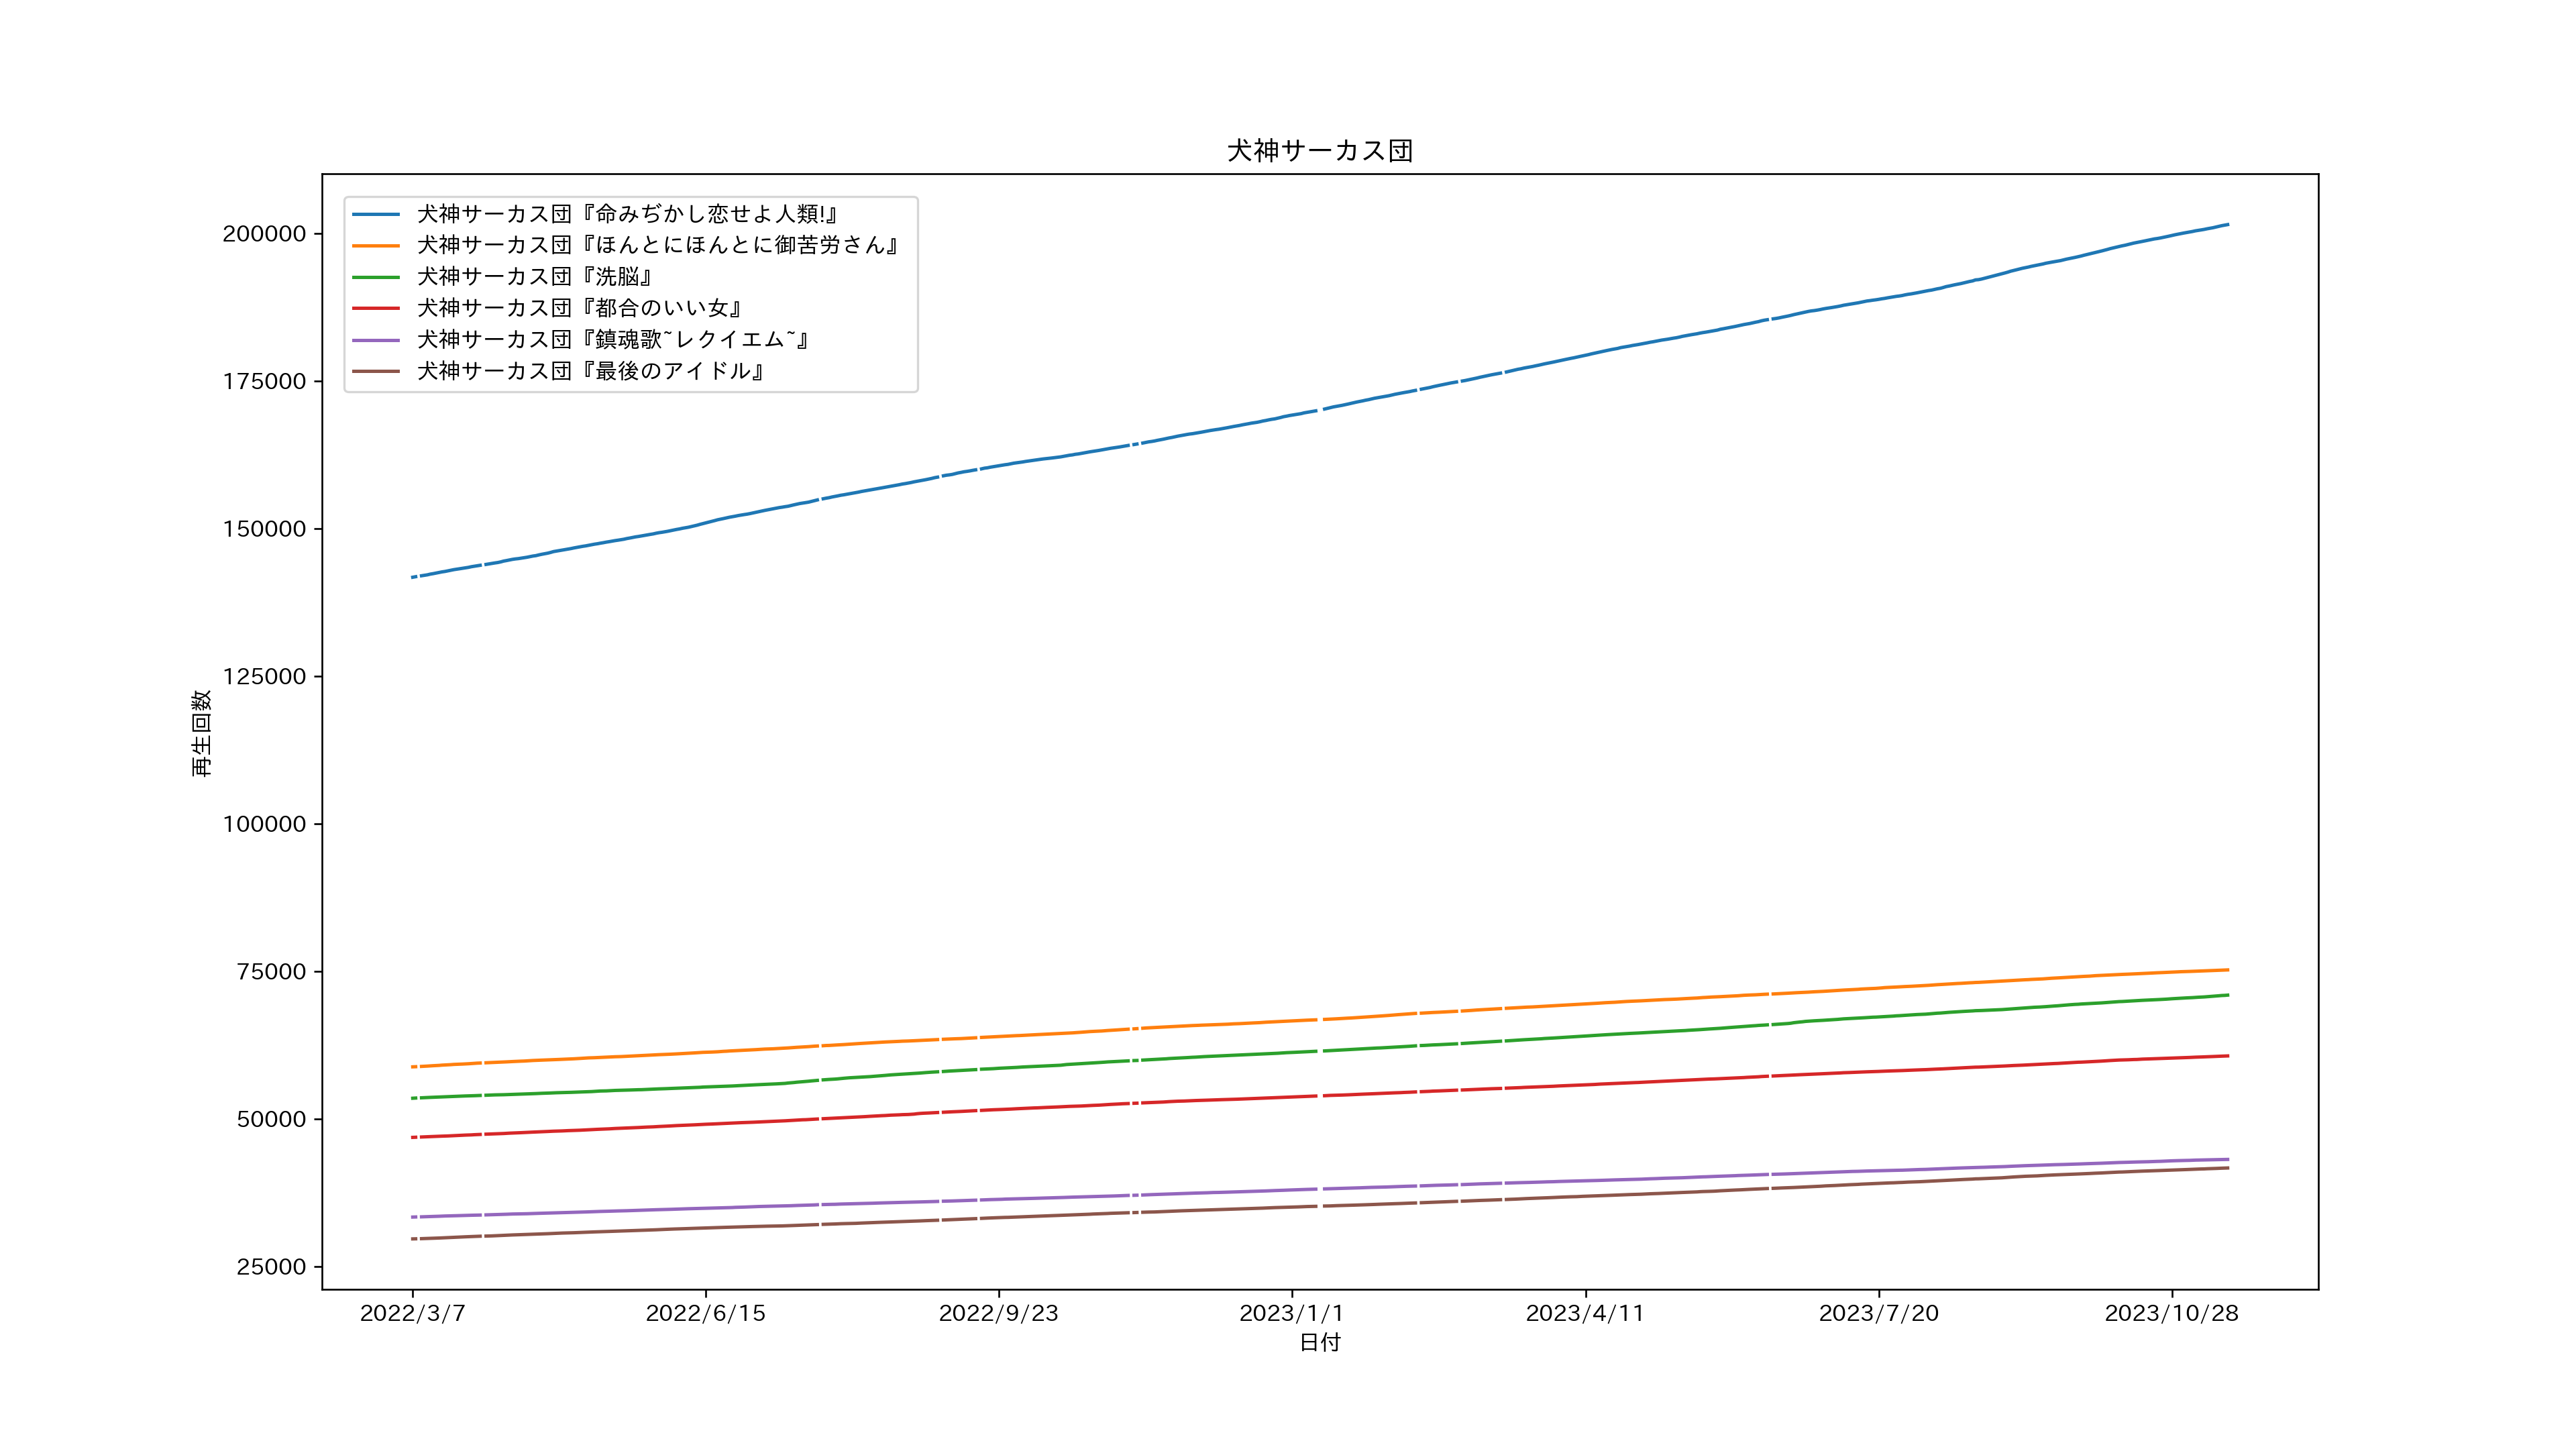 犬神サーカス団
犬神サーカス団『命みぢかし恋せよ人類!』
犬神サーカス団『ほんとにほんとに御苦労さん』
犬神サーカス団『洗脳』
犬神サーカス団『都合のいい女』
犬神サーカス団『鎮魂歌~レクイエム~』
犬神サーカス団『最後のアイドル』
200000
175000
150000
125000
100000
75000
50000
25000
再生回数
2022/3/7 2022/6/15 2022/9/23 2023/1/1 2023/4/11 2023/7/20 2023/10/28
日付